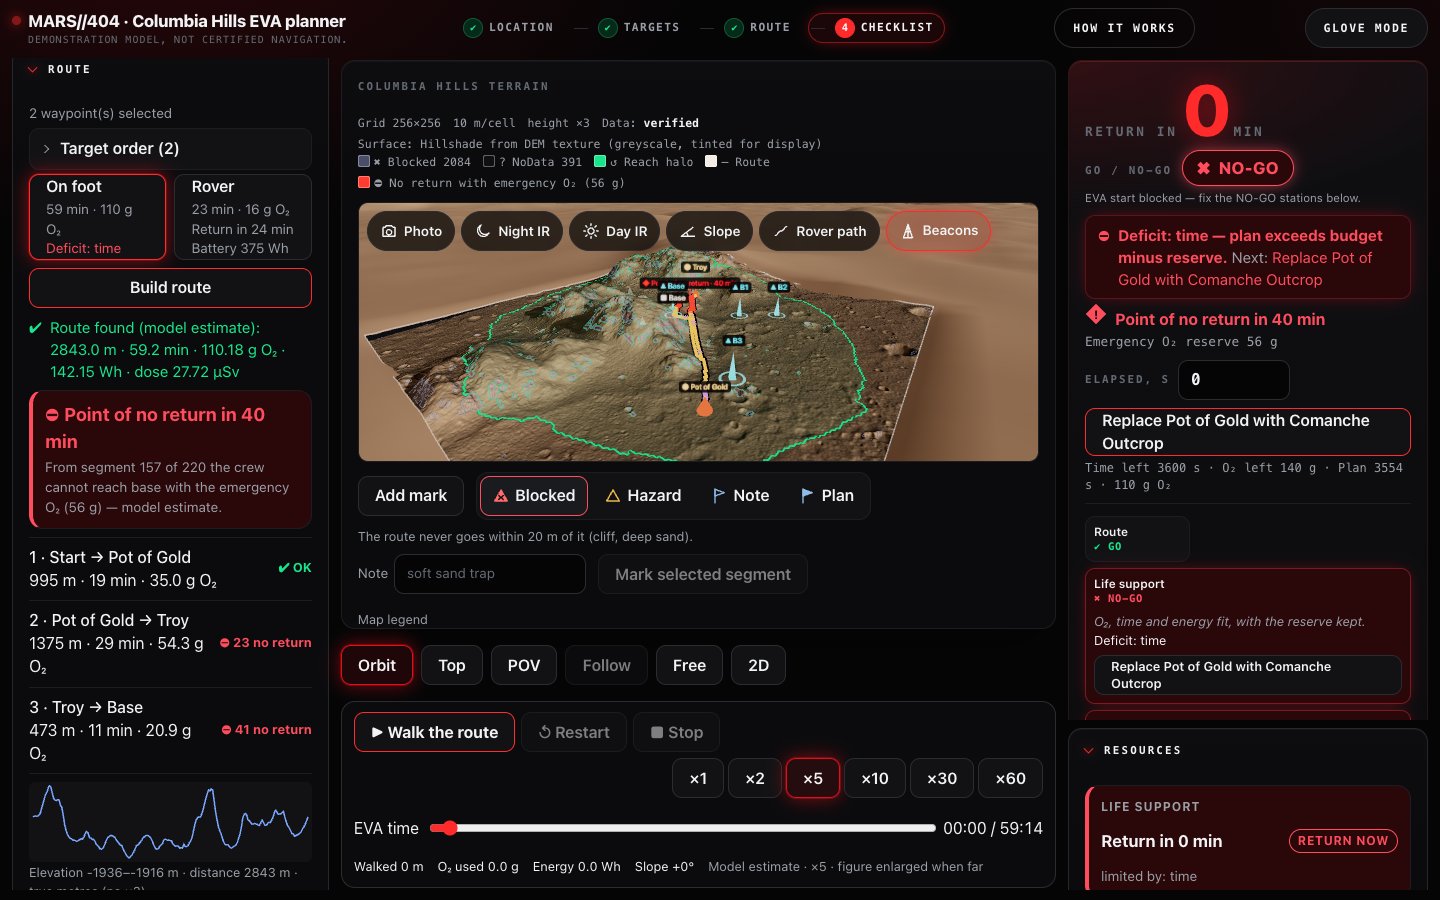 MARS//404 · Columbia Hills EVA planner
DEMONSTRATION MODEL, NOT CERTIFIED NAVIGATION.
✔ LOCATION
✔ TARGETS
✔ ROUTE
4 CHECKLIST
HOW IT WORKS
GLOVE MODE
ROUTE
2 waypoint(s) selected
Target order (2)
On foot
59 min · 110 g
O₂
Deficit: time
Rover
23 min · 16 g O₂
Return in 24 min
Battery 375 Wh
Build route
✔ Route found (model estimate):
2843.0 m · 59.2 min · 110.18 g O₂ ·
142.15 Wh · dose 27.72 µSv
⛔ Point of no return in 40
min
From segment 157 of 220 the crew
cannot reach base with the emergency
O₂ (56 g) — model estimate.
1 · Start → Pot of Gold
995 m · 19 min · 35.0 g O₂
✔ OK
2 · Pot of Gold → Troy
1375 m · 29 min · 54.3 g
O₂
⛔ 23 no return
3 · Troy → Base
473 m · 11 min · 20.9 g
O₂
⛔ 41 no return
Elevation -1936–-1916 m · distance 2843 m ·
COLUMBIA HILLS TERRAIN
Grid 256×256 10 m/cell height ×3 Data: verified
Surface: Hillshade from DEM texture (greyscale, tinted for display)
✖ Blocked 2084 ? NoData 391 ↺ Reach halo — Route
⛔ No return with emergency O₂ (56 g)
Photo
Night IR
Day IR
Slope
Rover path
Beacons
Troy
return · 40 m
Base
B1
B2
Base
B3
Pot of Gold
Add mark
Blocked
Hazard
Note
Plan
The route never goes within 20 m of it (cliff, deep sand).
Note
soft sand trap
Mark selected segment
Map legend
Orbit
Top
POV
Follow
Free
2D
▶ Walk the route
↺ Restart
■ Stop
×1
×2
×5
×10
×30
×60
EVA time
00:00 / 59:14
Walked 0 m O₂ used 0.0 g Energy 0.0 Wh Slope +0° Model estimate · ×5 · figure enlarged when far
RETURN IN 0 MIN
GO / NO-GO ✖ NO-GO
EVA start blocked — fix the NO-GO stations below.
⛔ Deficit: time — plan exceeds budget
minus reserve. Next: Replace Pot of
Gold with Comanche Outcrop
Point of no return in 40 min
Emergency O₂ reserve 56 g
ELAPSED, S 0
Replace Pot of Gold with Comanche
Outcrop
Time left 3600 s · O₂ left 140 g · Plan 3554
s · 110 g O₂
Route
✔ GO
Life support
✖ NO-GO
O₂, time and energy fit, with the reserve kept.
Deficit: time
Replace Pot of Gold with Comanche
Outcrop
RESOURCES
LIFE SUPPORT
Return in 0 min
RETURN NOW
limited by: time